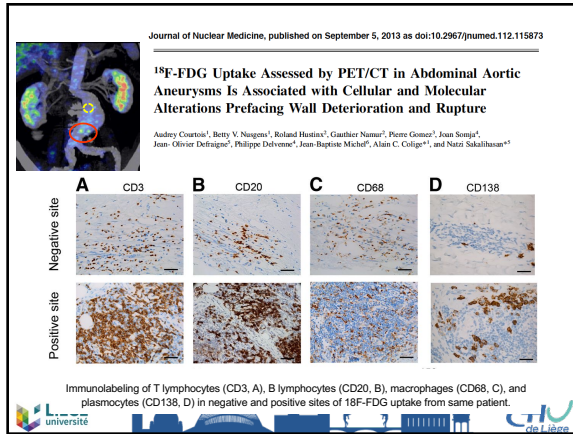 Journal of Nuclear Medicine, published on September 5, 2013 as doi:10.2967/jnumed.112.115873
18F-FDG Uptake Assessed by PET/CT in Abdominal Aortic
Aneurysms Is Associated with Cellular and Molecular
Alterations Prefacing Wall Deterioration and Rupture
Audrey Courtois1, Betty V. Nusgens1, Roland Hustinx2, Gauthier Namur2, Pierre Gomez3, Joan Somja4,
Jean- Olivier Defraigne5, Philippe Delvenne4, Jean-Baptiste Michel6, Alain C. Colige*1, and Natzi Sakalihasan*5
A CD3 B CD20 C CD68 D CD138
Negative site
Positive site
Immunolabeling of T lymphocytes (CD3, A), B lymphocytes (CD20, B), macrophages (CD68, C), and
plasmocytes (CD138, D) in negative and positive sites of 18F-FDG uptake from same patient.
LIÈGE
université
CHU
de Liège